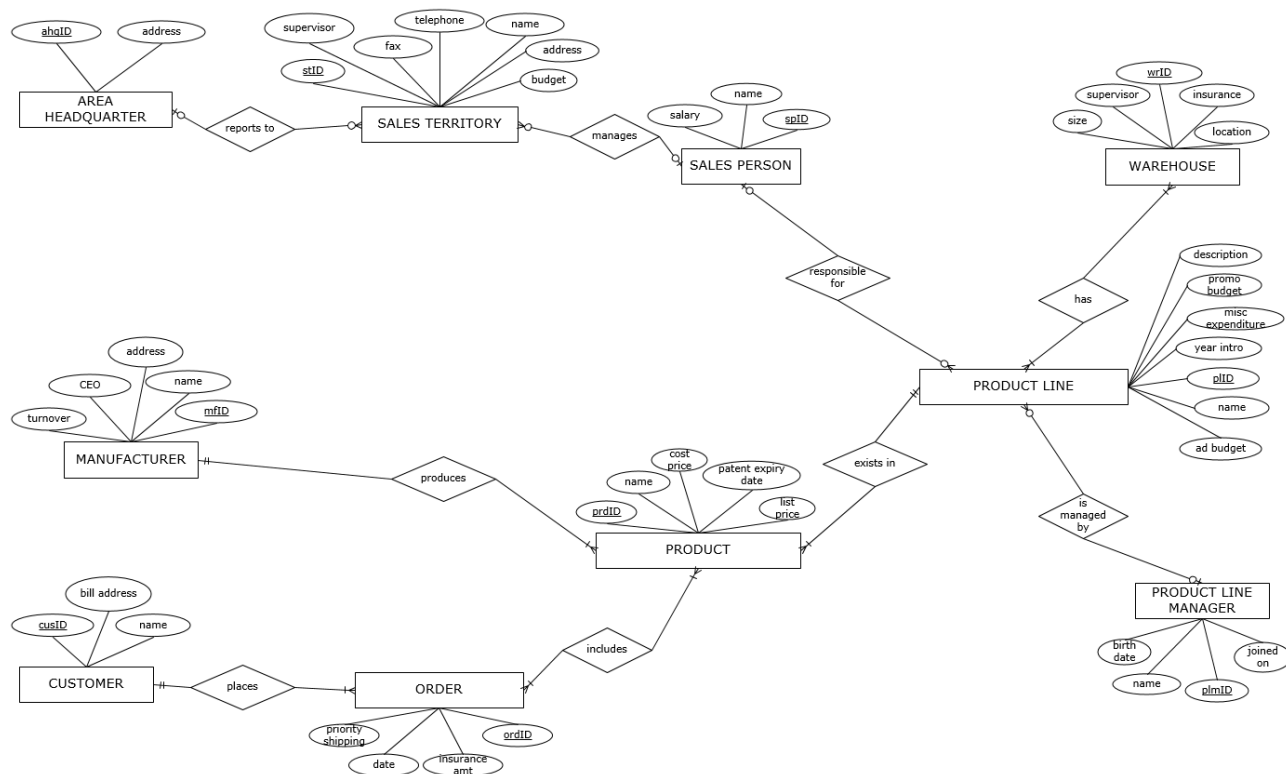 ahqID
address
AREA
HEADQUARTER
reports to
supervisor
telephone
name
fax
address
stID
budget
SALES TERRITORY
manages
name
salary
spID
SALES PERSON
wrID
supervisor
insurance
size
location
WAREHOUSE
responsible
for
has
description
promo
budget
misc
expenditure
year intro
plID
name
ad budget
PRODUCT LINE
address
CEO
name
turnover
mfID
MANUFACTURER
produces
exists in
cost
price
patent expiry
date
name
list
price
prdID
PRODUCT
is
managed
by
PRODUCT LINE
MANAGER
birth
date
joined
on
name
plmID
bill address
cusID
name
CUSTOMER
places
includes
ORDER
priority
shipping
ordID
date
insurance
amt